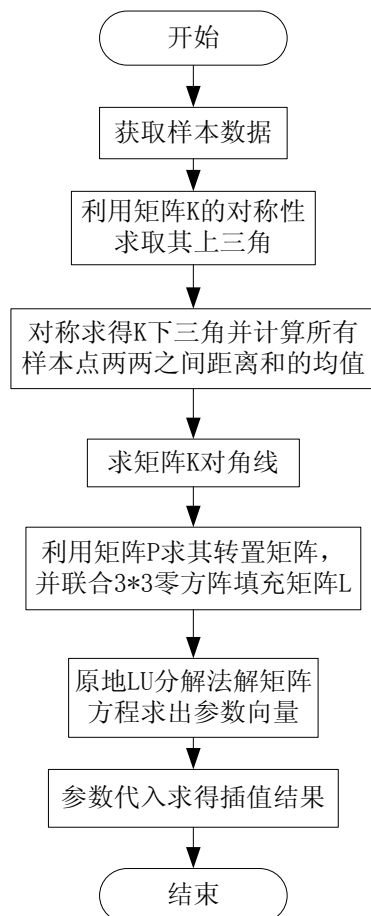 开始
获取样本数据
利用矩阵K的对称性
求取其上三角
对称求得K下三角并计算所有
样本点两两之间距离和的均值
求矩阵K对角线
利用矩阵P求其转置矩阵,
并联合3*3零方阵填充矩阵L
原地LU分解法解矩阵
方程求出参数向量
参数代入求得插值结果
结束